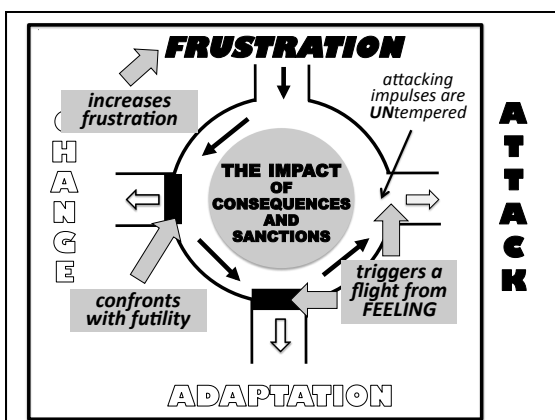 FRUSTRATION
increases
frustration
attacking
impulses are
UNtempered
CHANGE
THE IMPACT
OF
CONSEQUENCES
AND
SANCTIONS
ATTACK
confronts
with futility
triggers a
flight from
FEELING
ADAPTATION